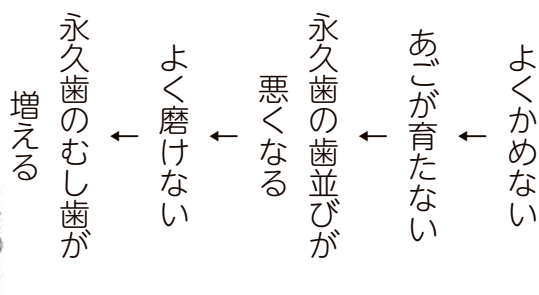 よくかめない
←
あごが育たない
←
永久歯の歯並びが
悪くなる
←
よく磨けない
←
永久歯のむし歯が
増える